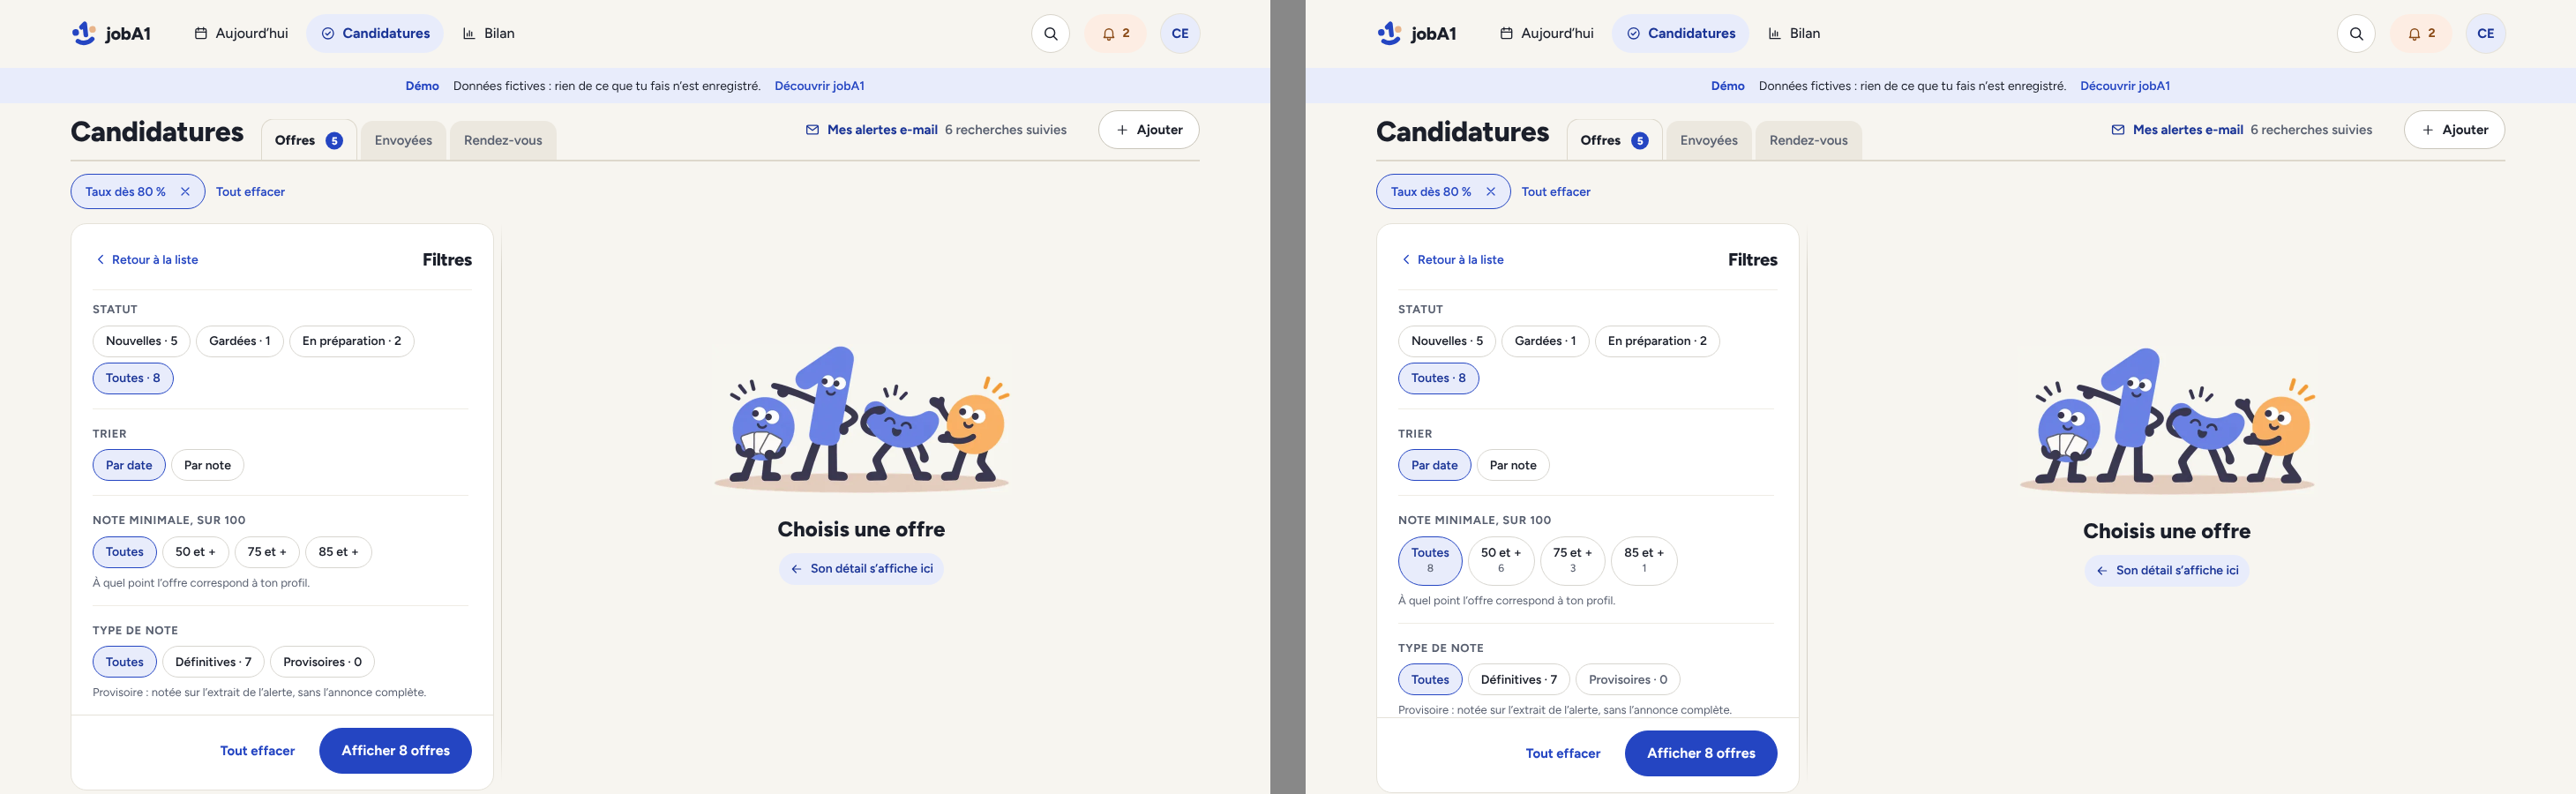 jobA1 Aujourd'hui Candidatures Bilan 2 CE
Démo Données fictives : rien de ce que tu fais n'est enregistré. Découvrir jobA1
Candidatures Offres 5 Envoyées Rendez-vous Mes alertes e-mail 6 recherches suivies + Ajouter
Taux dès 80 % × Tout effacer
Retour à la liste Filtres
STATUT
Nouvelles · 5 Gardées · 1 En préparation · 2
Toutes · 8
TRIER
Par date Par note
NOTE MINIMALE, SUR 100
Toutes 50 et + 75 et + 85 et +
À quel point l'offre correspond à ton profil.
TYPE DE NOTE
Toutes Définitives · 7 Provisoires · 0
Provisoire : notée sur l'extrait de l'alerte, sans l'annonce complète.
Tout effacer Afficher 8 offres
Choisis une offre
← Son détail s'affiche ici
jobA1 Aujourd'hui Candidatures Bilan 2 CE
Démo Données fictives : rien de ce que tu fais n'est enregistré. Découvrir jobA1
Candidatures Offres 5 Envoyées Rendez-vous Mes alertes e-mail 6 recherches suivies + Ajouter
Taux dès 80 % × Tout effacer
Retour à la liste Filtres
STATUT
Nouvelles · 5 Gardées · 1 En préparation · 2
Toutes · 8
TRIER
Par date Par note
NOTE MINIMALE, SUR 100
Toutes 50 et + 75 et + 85 et +
8 6 3 1
À quel point l'offre correspond à ton profil.
TYPE DE NOTE
Toutes Définitives · 7 Provisoires · 0
Provisoire : notée sur l'extrait de l'alerte, sans l'annonce complète.
Tout effacer Afficher 8 offres
Choisis une offre
← Son détail s'affiche ici